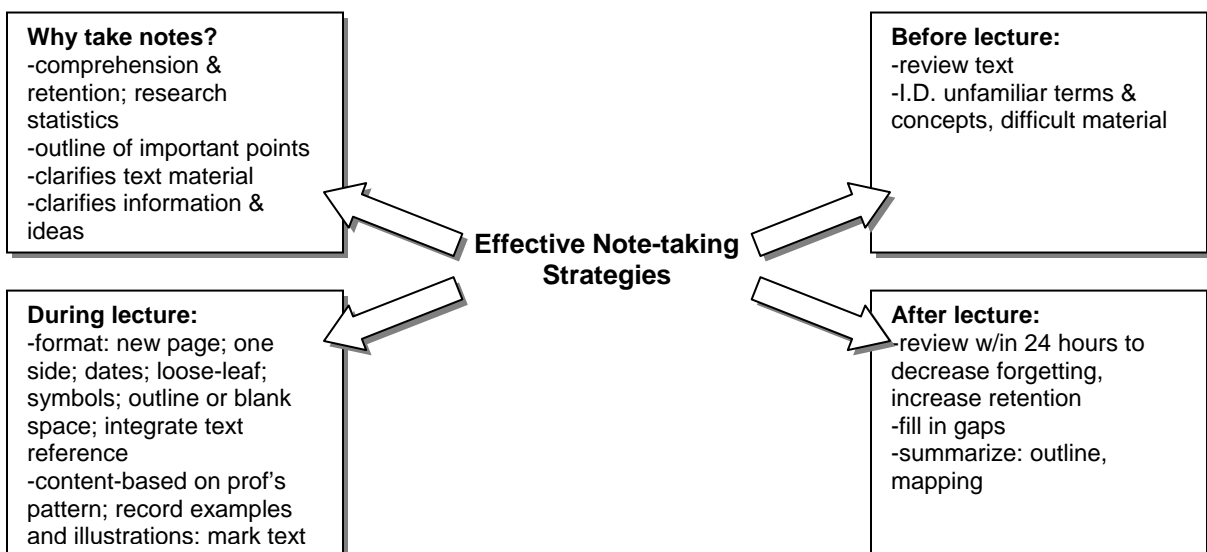 Why take notes?
-comprehension &
retention; research
statistics
-outline of important points
-clarifies text material
-clarifies information &
ideas
Before lecture:
-review text
-I.D. unfamiliar terms &
concepts, difficult material
Effective Note-taking
Strategies
During lecture:
-format: new page; one
side; dates; loose-leaf;
symbols; outline or blank
space; integrate text
reference
-content-based on prof's
pattern; record examples
and illustrations: mark text
After lecture:
-review w/in 24 hours to
decrease forgetting,
increase retention
-fill in gaps
-summarize: outline,
mapping